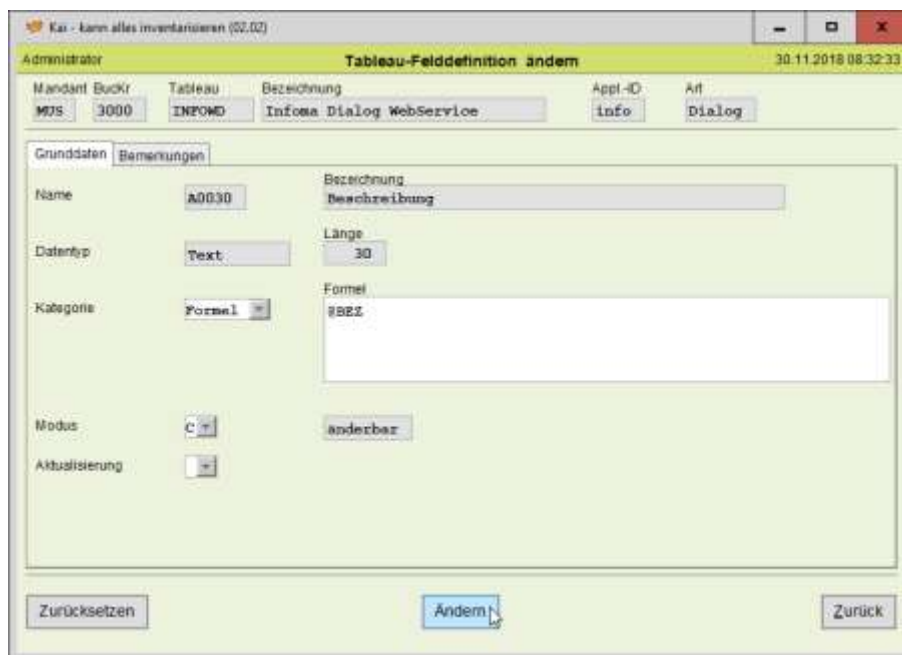 Kai - kann alles inventarisieren (02.02)
Administrator Tableau-Felddefinition ändern 30.11.2018 08:32:33
Mandant BucKr Tableau Bezeichnung Appl.-ID Art
MUS 3000 INFOWD Infoma Dialog WebService info Dialog
Grunddaten Bemerkungen
Bezeichnung
Name A0030 Beschreibung
Länge
Datentyp Text 30
Formel
Kategorie Formel @BEZ
Modus C änderbar
Aktualisierung
Zurücksetzen Ändern Zurück